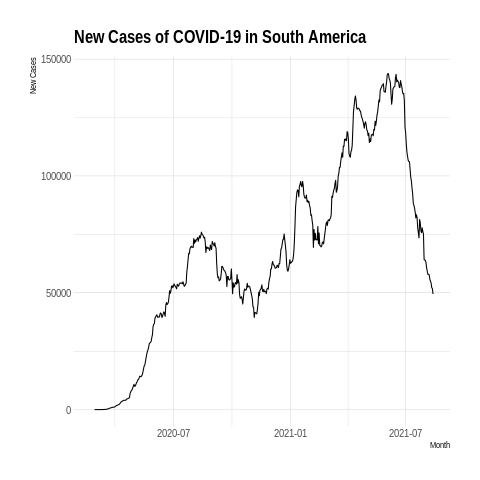 New Cases of COVID-19 in South America
New Cases
150000
100000
50000
0
2020-07
2021-01
2021-07
Month